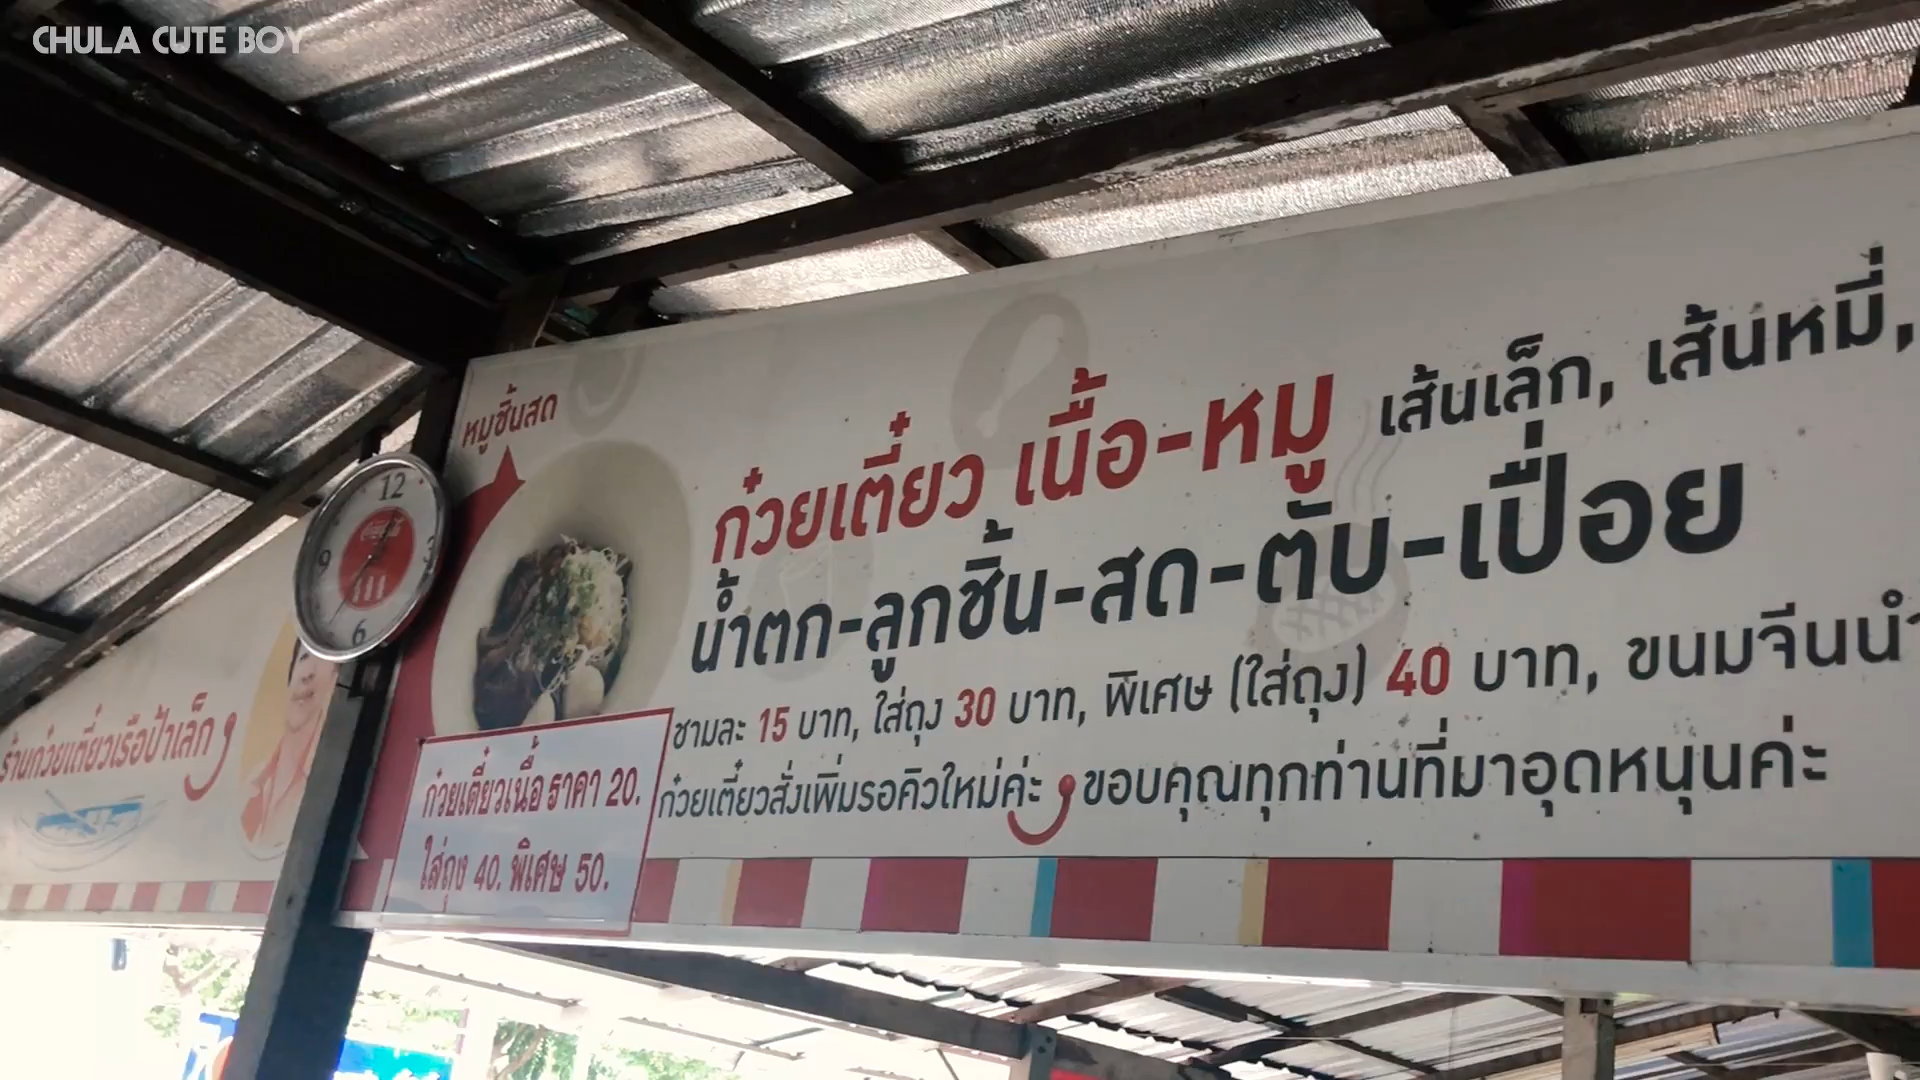 CHULA CUTE BOY
หมูชิ้นสด
ก๋วยเตี๋ยว เนื้อ-หมู เส้นเล็ก, เส้นหมี่,
น้ำตก-ลูกชิ้น-สด-ตับ-เปื่อย
ชามละ 15 บาท, ใส่ถุง 30 บาท, พิเศษ (ใส่ถุง) 40 บาท, ขนมจีนน้ำ
ก๋วยเตี๋ยวสั่งเพิ่มรอคิวใหม่ค่ะ ขอบคุณทุกท่านที่มาอุดหนุนค่ะ
ก๋วยเตี๋ยวเนื้อ ราคา 20.
ใส่ถุง 40. พิเศษ 50.
ร้านก๋วยเตี๋ยวเรือป้าเล็ก
12
3
6
9